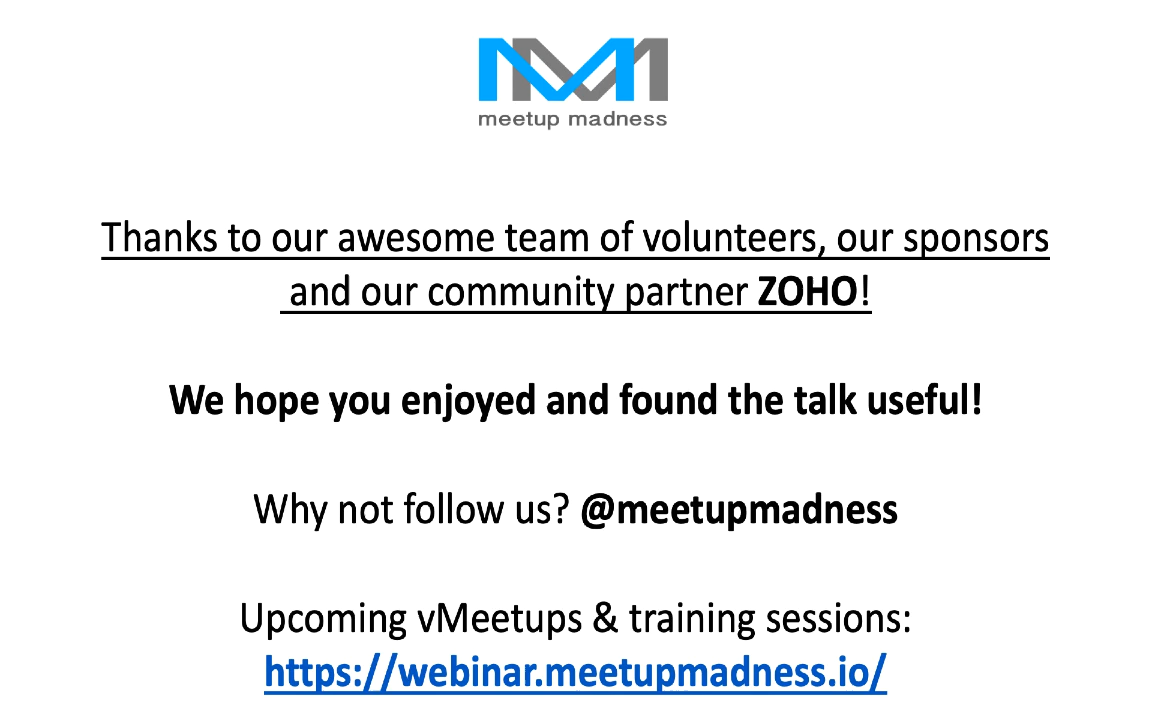 meetup madness
Thanks to our awesome team of volunteers, our sponsors
and our community partner ZOHO!
We hope you enjoyed and found the talk useful!
Why not follow us? @meetupmadness
Upcoming vMeetups & training sessions:
https://webinar.meetupmadness.io/